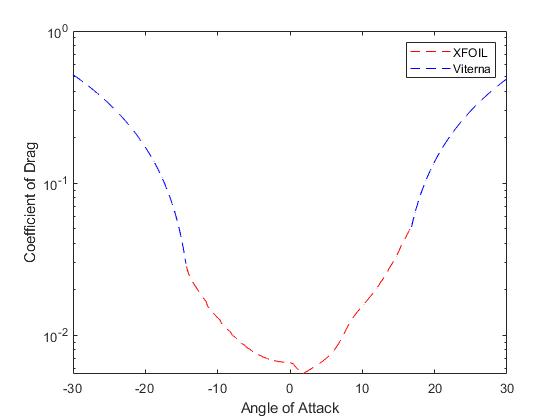 10^0
XFOIL
Viterna
10^-1
10^-2
Coefficient of Drag
-30 -20 -10 0 10 20 30
Angle of Attack